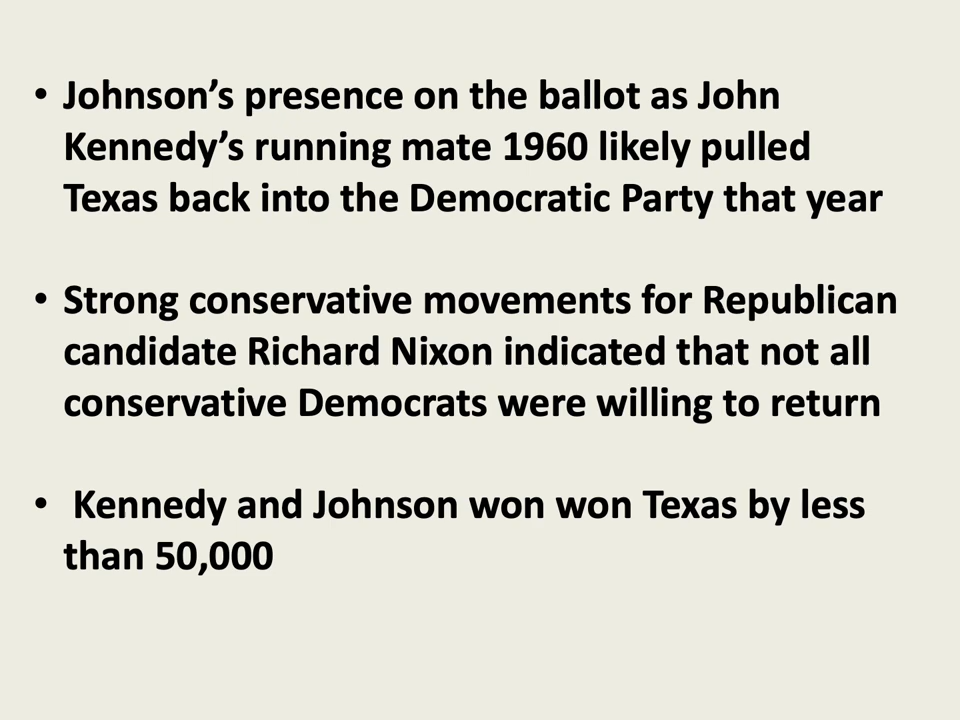 • Johnson’s presence on the ballot as John
Kennedy’s running mate 1960 likely pulled
Texas back into the Democratic Party that year
• Strong conservative movements for Republican
candidate Richard Nixon indicated that not all
conservative Democrats were willing to return
• Kennedy and Johnson won won Texas by less
than 50,000